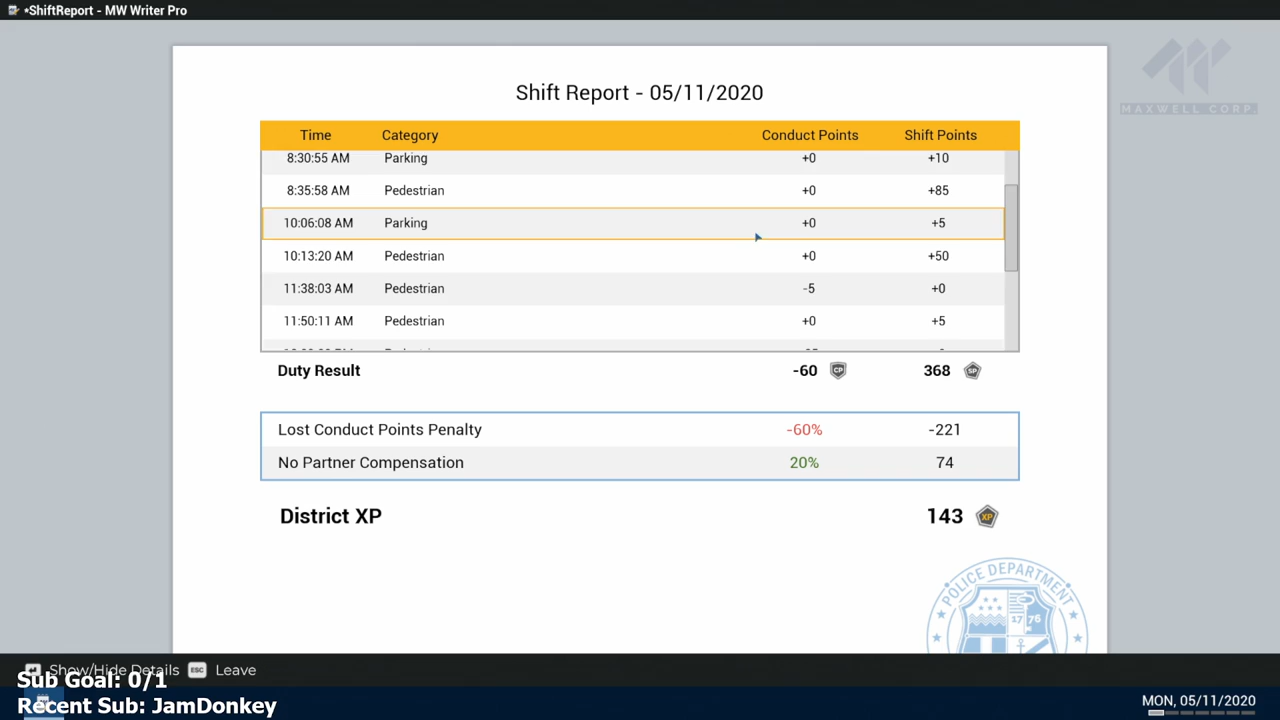 *ShiftReport - MW Writer Pro
MAXWELL CORP.
Shift Report - 05/11/2020
Time Category Conduct Points Shift Points
8:30:55 AM Parking +0 +10
8:35:58 AM Pedestrian +0 +85
10:06:08 AM Parking +0 +5
10:13:20 AM Pedestrian +0 +50
11:38:03 AM Pedestrian -5 +0
11:50:11 AM Pedestrian +0 +5
Duty Result -60 CP 368 SP
Lost Conduct Points Penalty -60% -221
No Partner Compensation 20% 74
District XP 143 XP
POLICE DEPARTMENT
1776
Show/Hide Details ESC Leave
Sub Goal: 0/1
Recent Sub: JamDonkey
MON, 05/11/2020